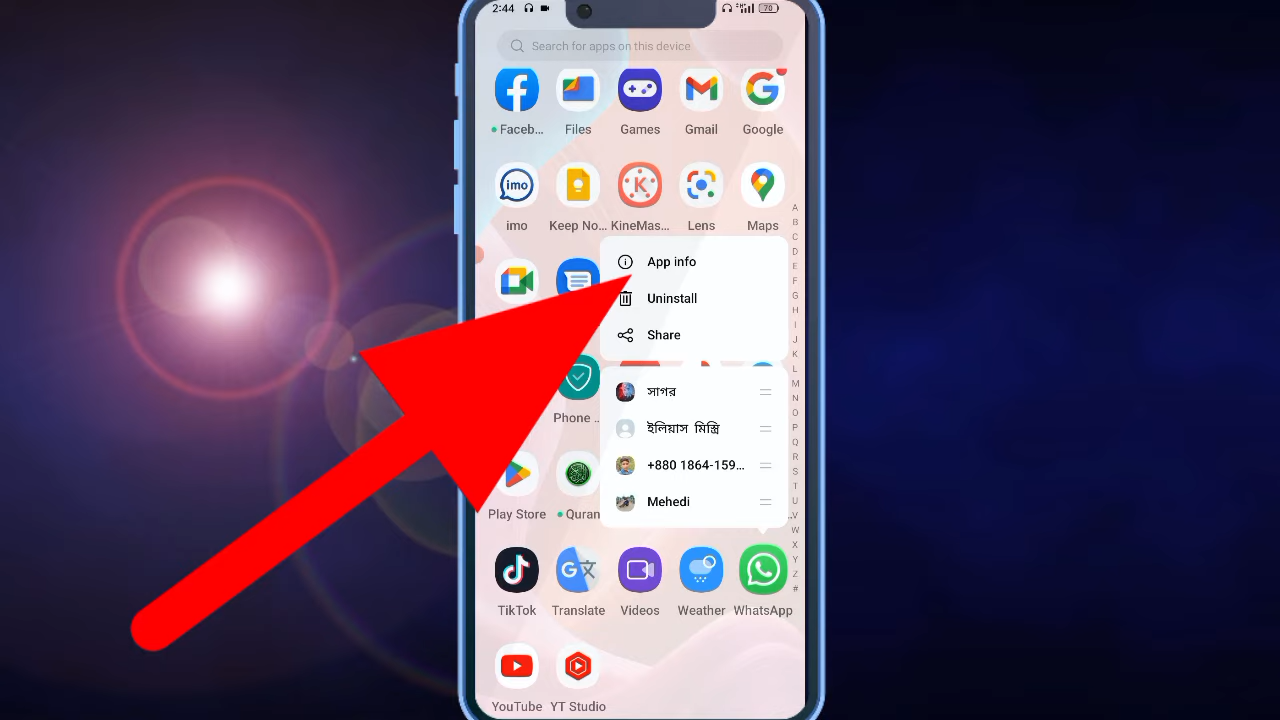 2:44
70
Search for apps on this device
Faceb...
Files
Games
Gmail
Google
imo
imo
Keep No...
KineMas...
Lens
Maps
App info
Uninstall
Share
Phone ..
সাগর
ইলিয়াস মিস্ত্রি
+880 1864-159...
Mehedi
Play Store
Quran
TikTok
Translate
Videos
Weather
WhatsApp
YouTube
YT Studio
A
B
C
D
E
F
G
H
I
J
K
L
M
N
O
P
Q
R
S
T
U
V
W
X
Y
Z
#